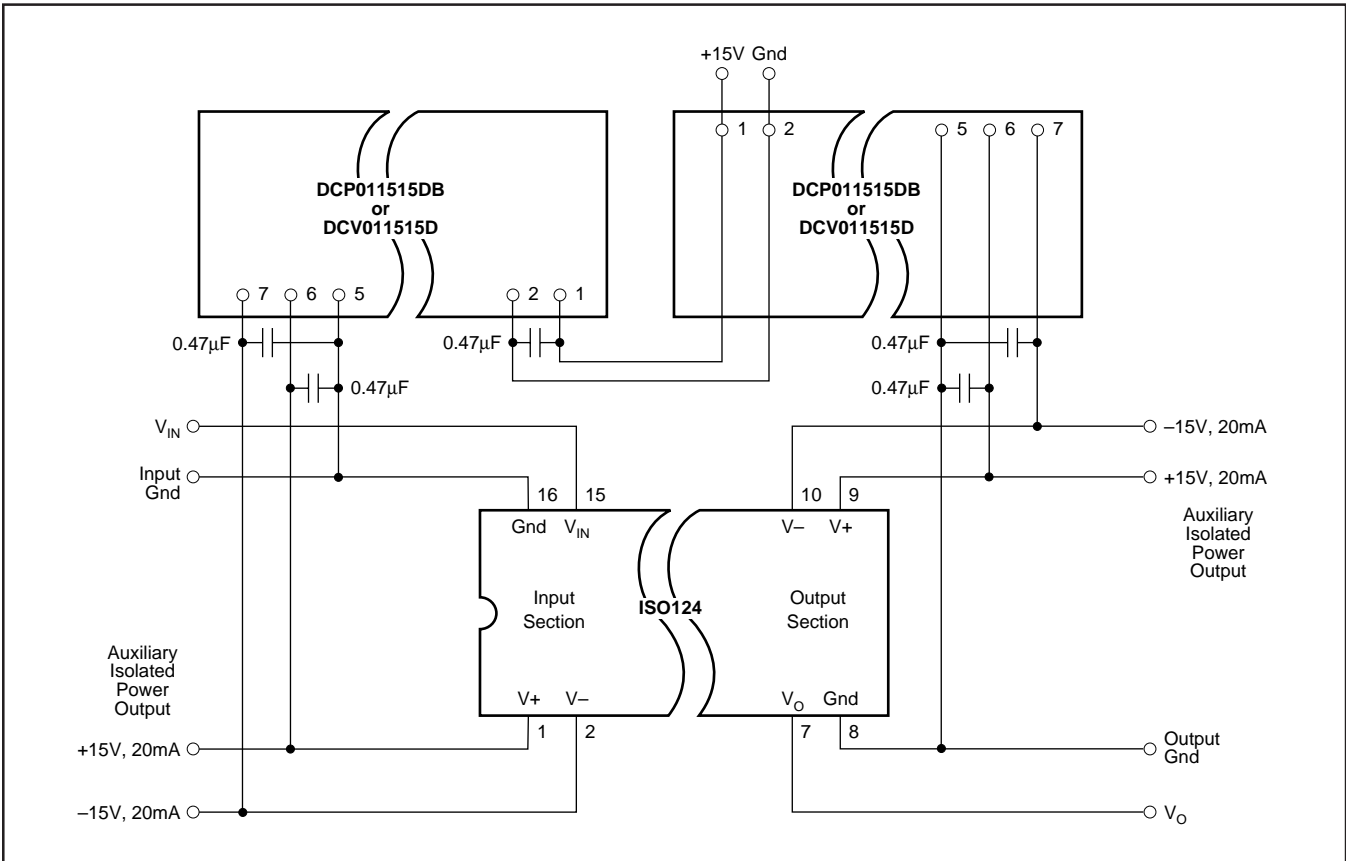 +15V Gnd
DCP011515DB
or
DCV011515D
7 6 5
2 1
1 2
5 6 7
DCP011515DB
or
DCV011515D
0.47μF
0.47μF
0.47μF
0.47μF
0.47μF
V_IN
Input
Gnd
–15V, 20mA
+15V, 20mA
Auxiliary
Isolated
Power
Output
16 15
Gnd V_IN
10 9
V– V+
Input
Section
ISO124
Output
Section
V+ V–
1 2
V_O Gnd
7 8
Auxiliary
Isolated
Power
Output
+15V, 20mA
–15V, 20mA
Output
Gnd
V_O